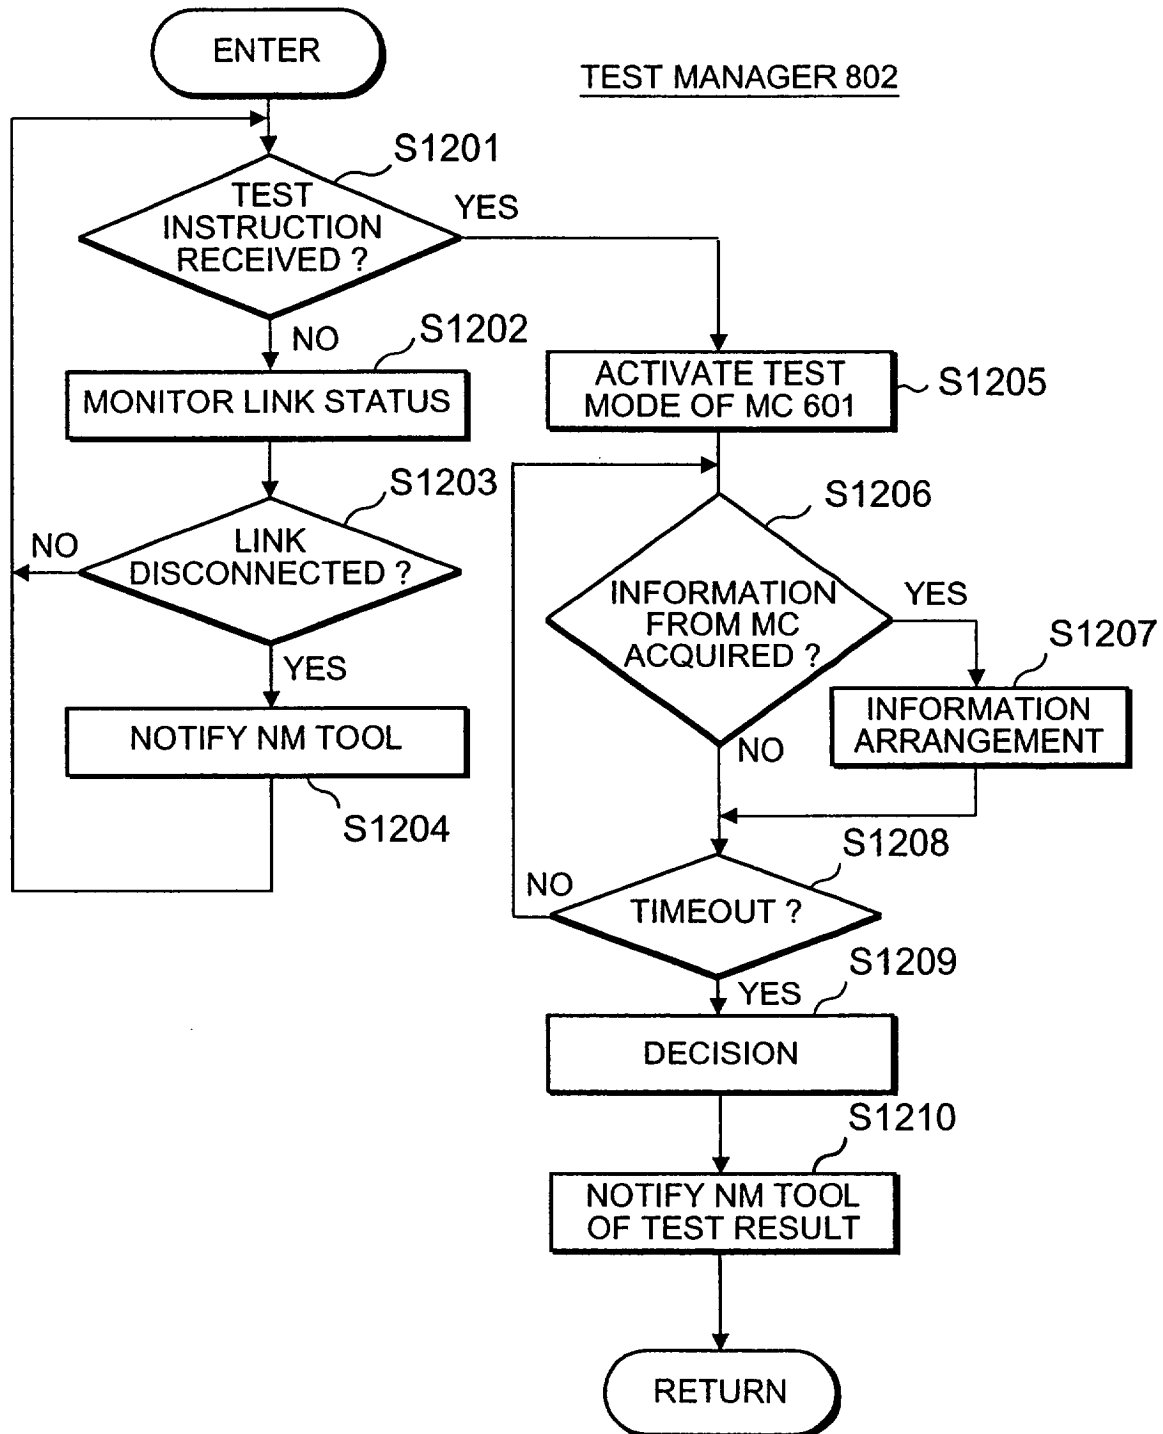 ENTER
TEST MANAGER 802
S1201
TEST
INSTRUCTION
RECEIVED ?
YES
NO
S1202
MONITOR LINK STATUS
S1203
LINK
DISCONNECTED ?
NO
YES
NOTIFY NM TOOL
S1204
ACTIVATE TEST
MODE OF MC 601
S1205
S1206
INFORMATION
FROM MC
ACQUIRED ?
YES
NO
S1207
INFORMATION
ARRANGEMENT
S1208
TIMEOUT ?
NO
YES
S1209
DECISION
S1210
NOTIFY NM TOOL
OF TEST RESULT
RETURN